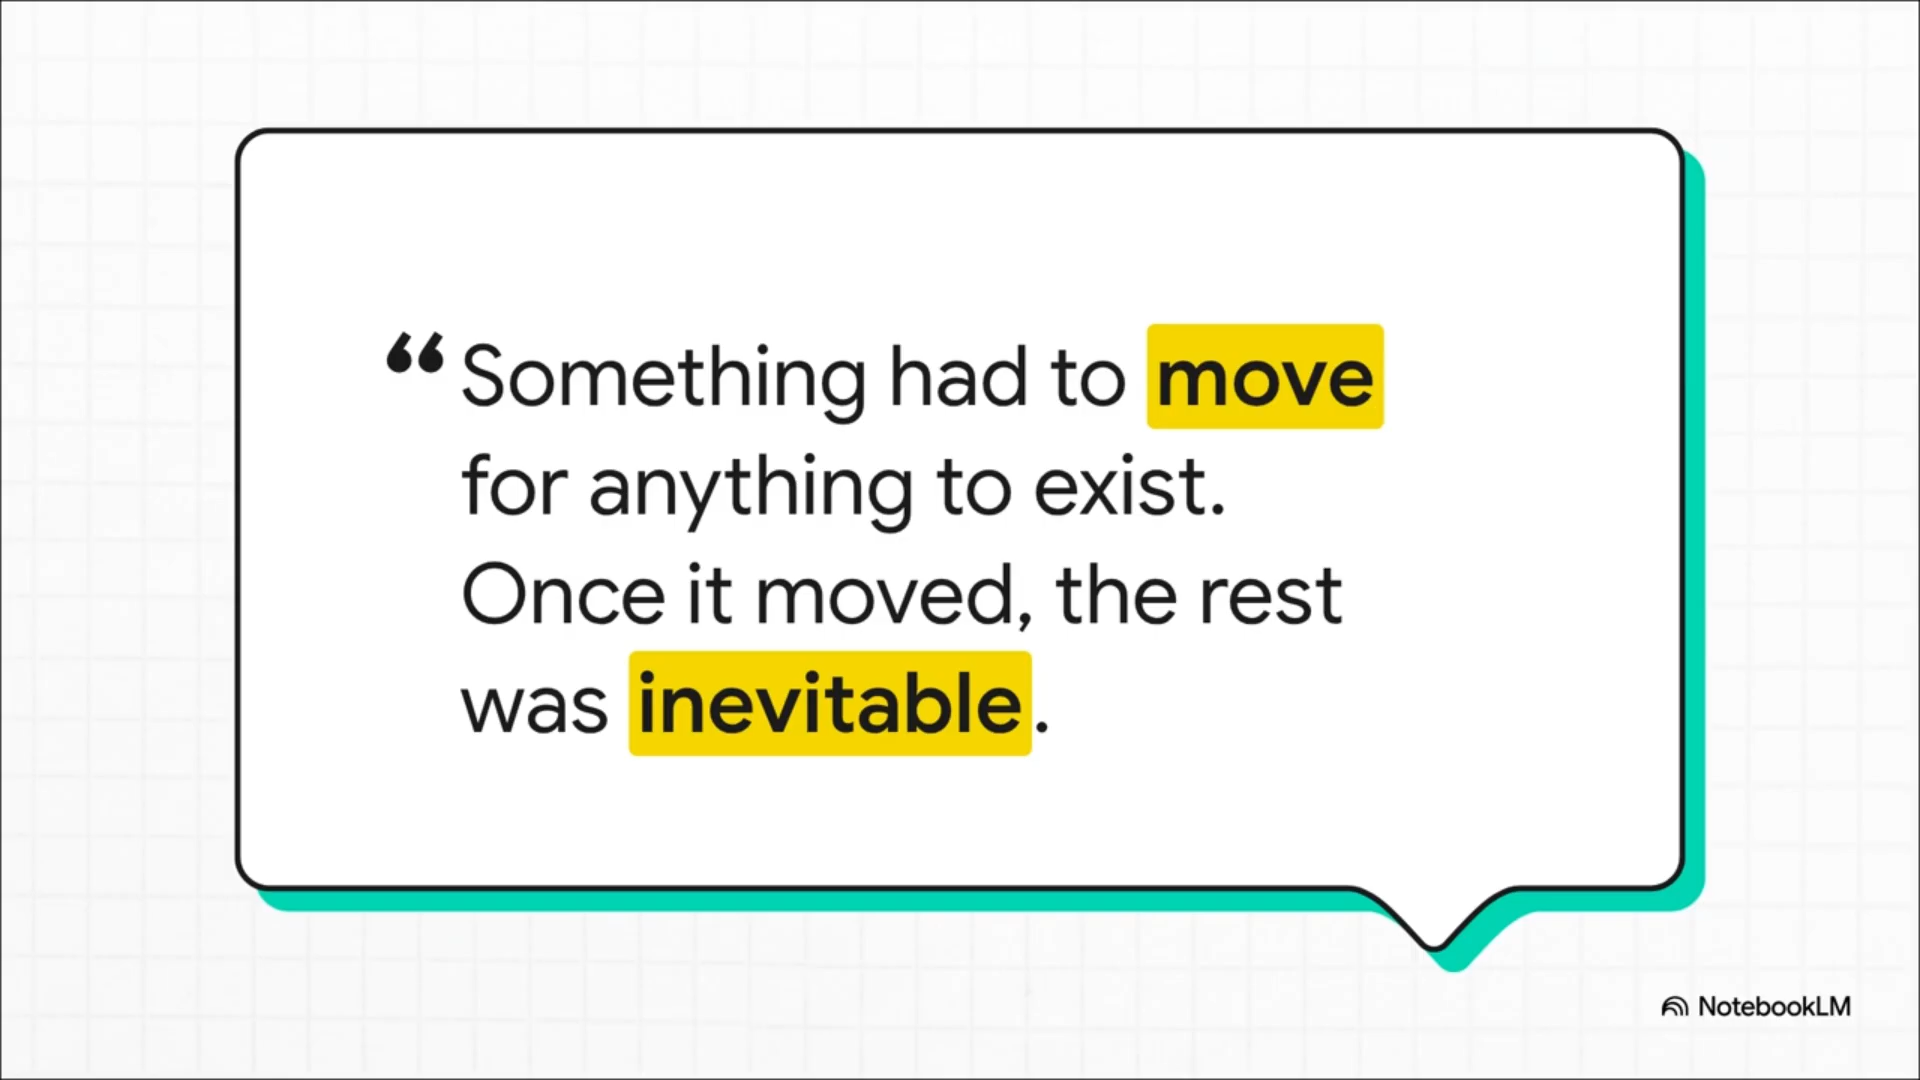 “Something had to move
for anything to exist.
Once it moved, the rest
was inevitable.
NotebookLM